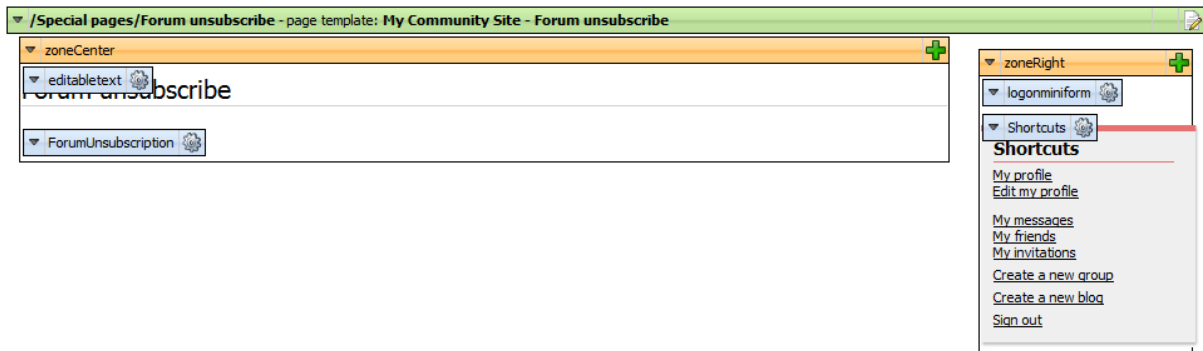 /Special pages/Forum unsubscribe - page template: My Community Site - Forum unsubscribe
zoneCenter
editabletext
Forum unsubscribe
ForumUnsubscription
zoneRight
logonminiform
Shortcuts
Shortcuts
My profile
Edit my profile
My messages
My friends
My invitations
Create a new group
Create a new blog
Sign out